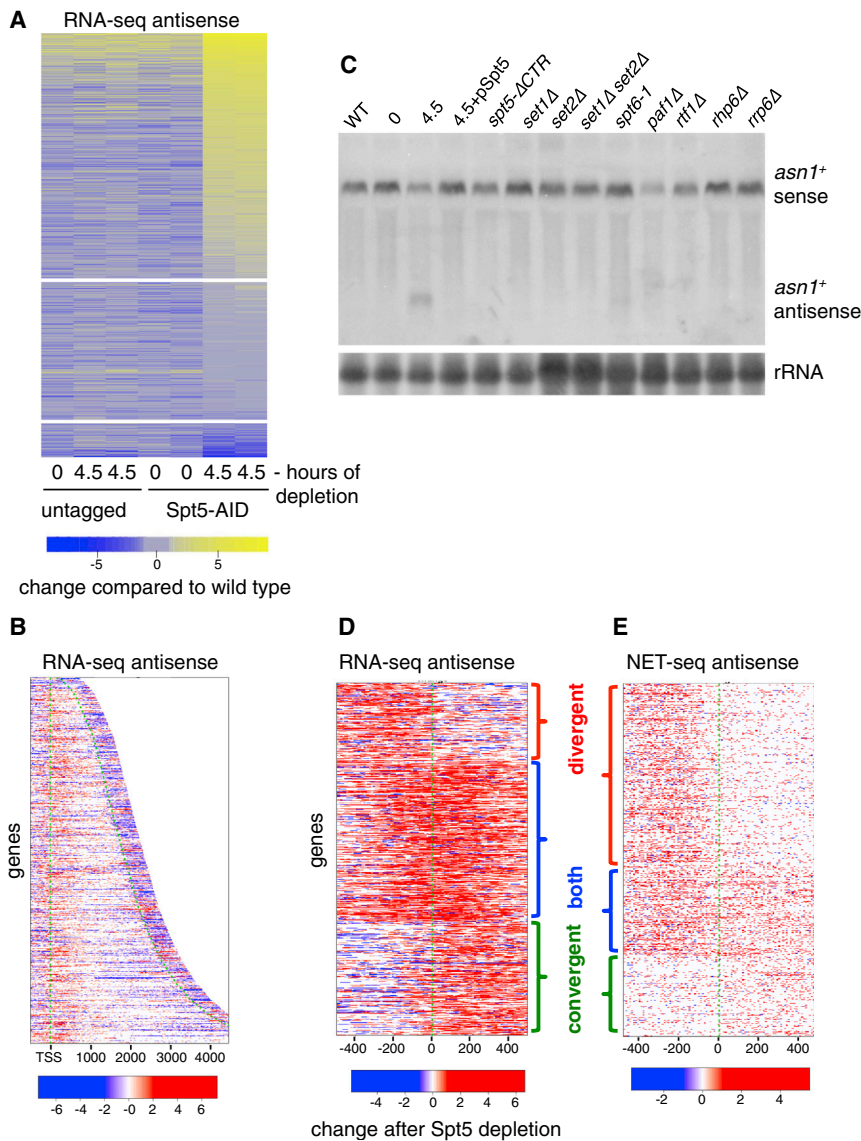 A
RNA-seq antisense
0 4.5 4.5 0 0 4.5 4.5 - hours of
depletion
untagged Spt5-AID
-5 0 5
change compared to wild type
C
WT 0 4.5 4.5+pSpt5 spt5-ΔCTR set1Δ set2Δ set1Δ set2Δ spt6-1 paf1Δ rtf1Δ rhp6Δ rrp6Δ
asn1+
sense
asn1+
antisense
rRNA
B
RNA-seq antisense
genes
TSS 1000 2000 3000 4000
-6 -4 -2 -0 2 4 6
D
RNA-seq antisense
genes
divergent
both
convergent
-400 -200 0 200 400
-4 -2 0 2 4 6
E
NET-seq antisense
-400 -200 0 200 400
-2 0 2 4
change after Spt5 depletion